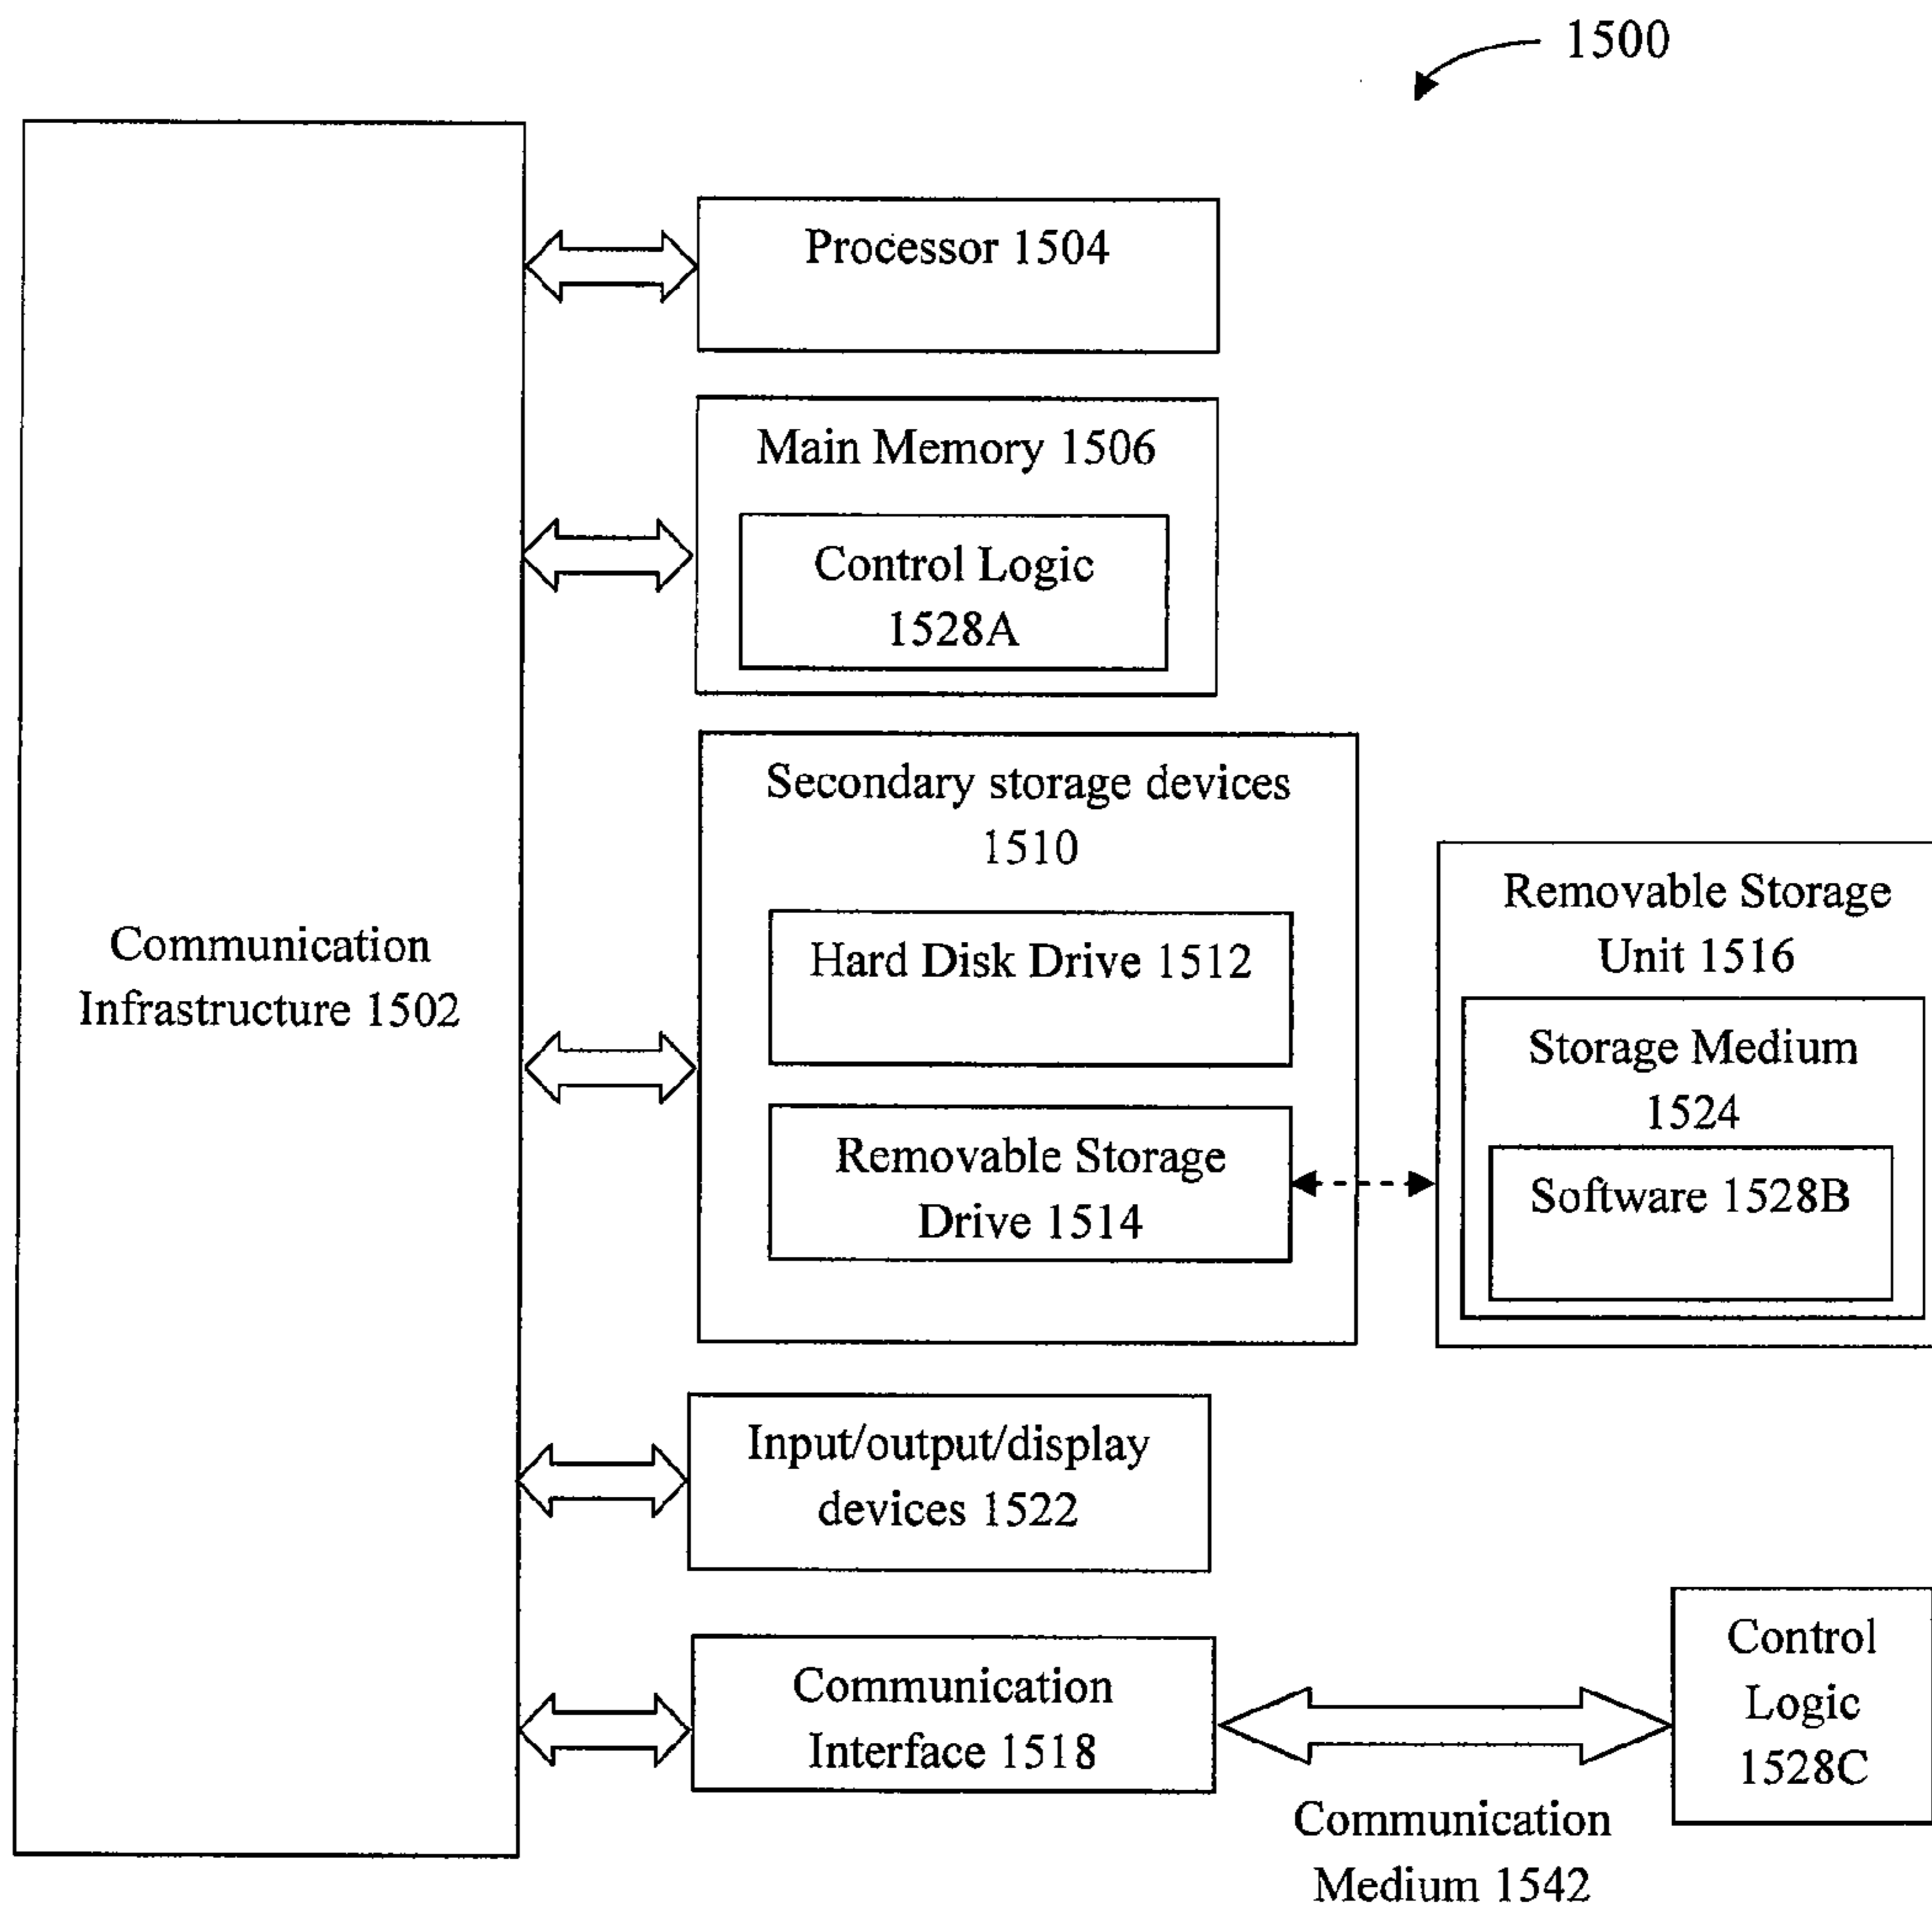 1500
Processor 1504
Main Memory 1506
Control Logic
1528A
Secondary storage devices
1510
Hard Disk Drive 1512
Removable Storage
Drive 1514
Removable Storage
Unit 1516
Storage Medium
1524
Software 1528B
Communication
Infrastructure 1502
Input/output/display
devices 1522
Communication
Interface 1518
Control
Logic
1528C
Communication
Medium 1542